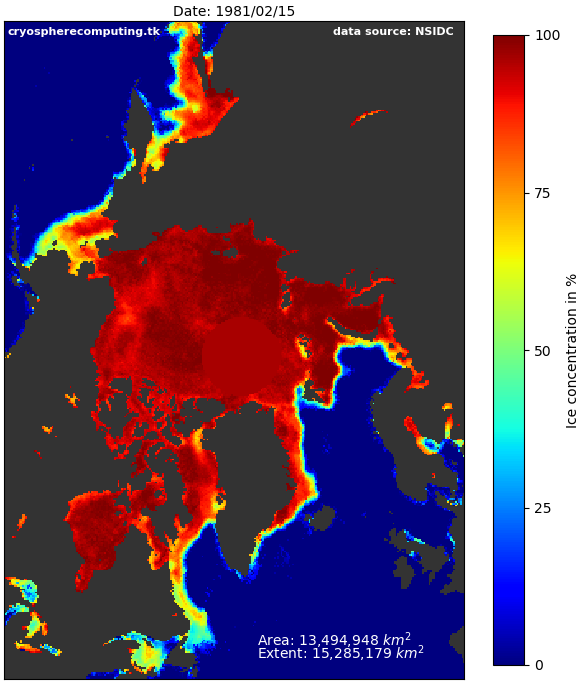 Date: 1981/02/15
cryospherecomputing.tk
data source: NSIDC
100
75
50
25
0
Ice concentration in %
Area: 13,494,948 km²
Extent: 15,285,179 km²